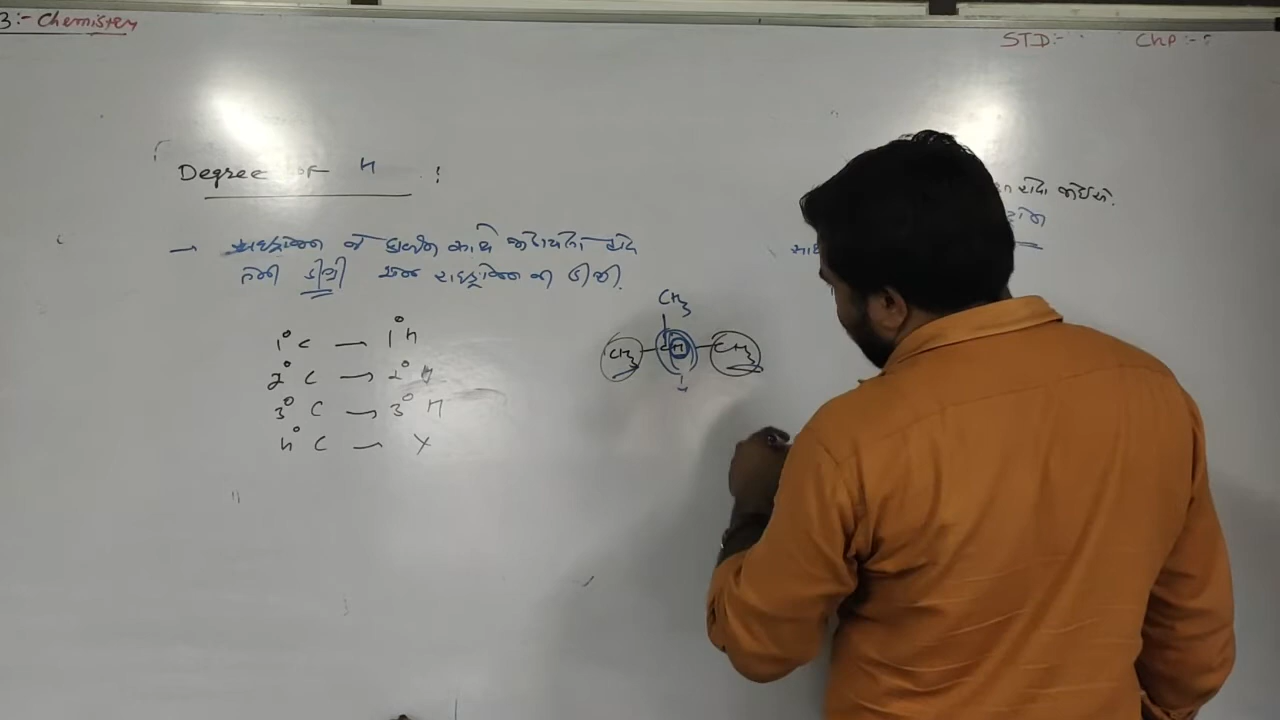 3:- Chemistry
STD:- Chp :-
Degree of H :
→ હાઇડ્રોજન જે કાર્બન સાથે જોડાયેલો હોય
તેની ડીગ્રી એજ હાઇડ્રોજન ની ડીગ્રી.
જોઈએ.
1° C → 1° H
2° C → 2° H
3° C → 3° H
4° C → X
CH3
CH3 - CH - CH3